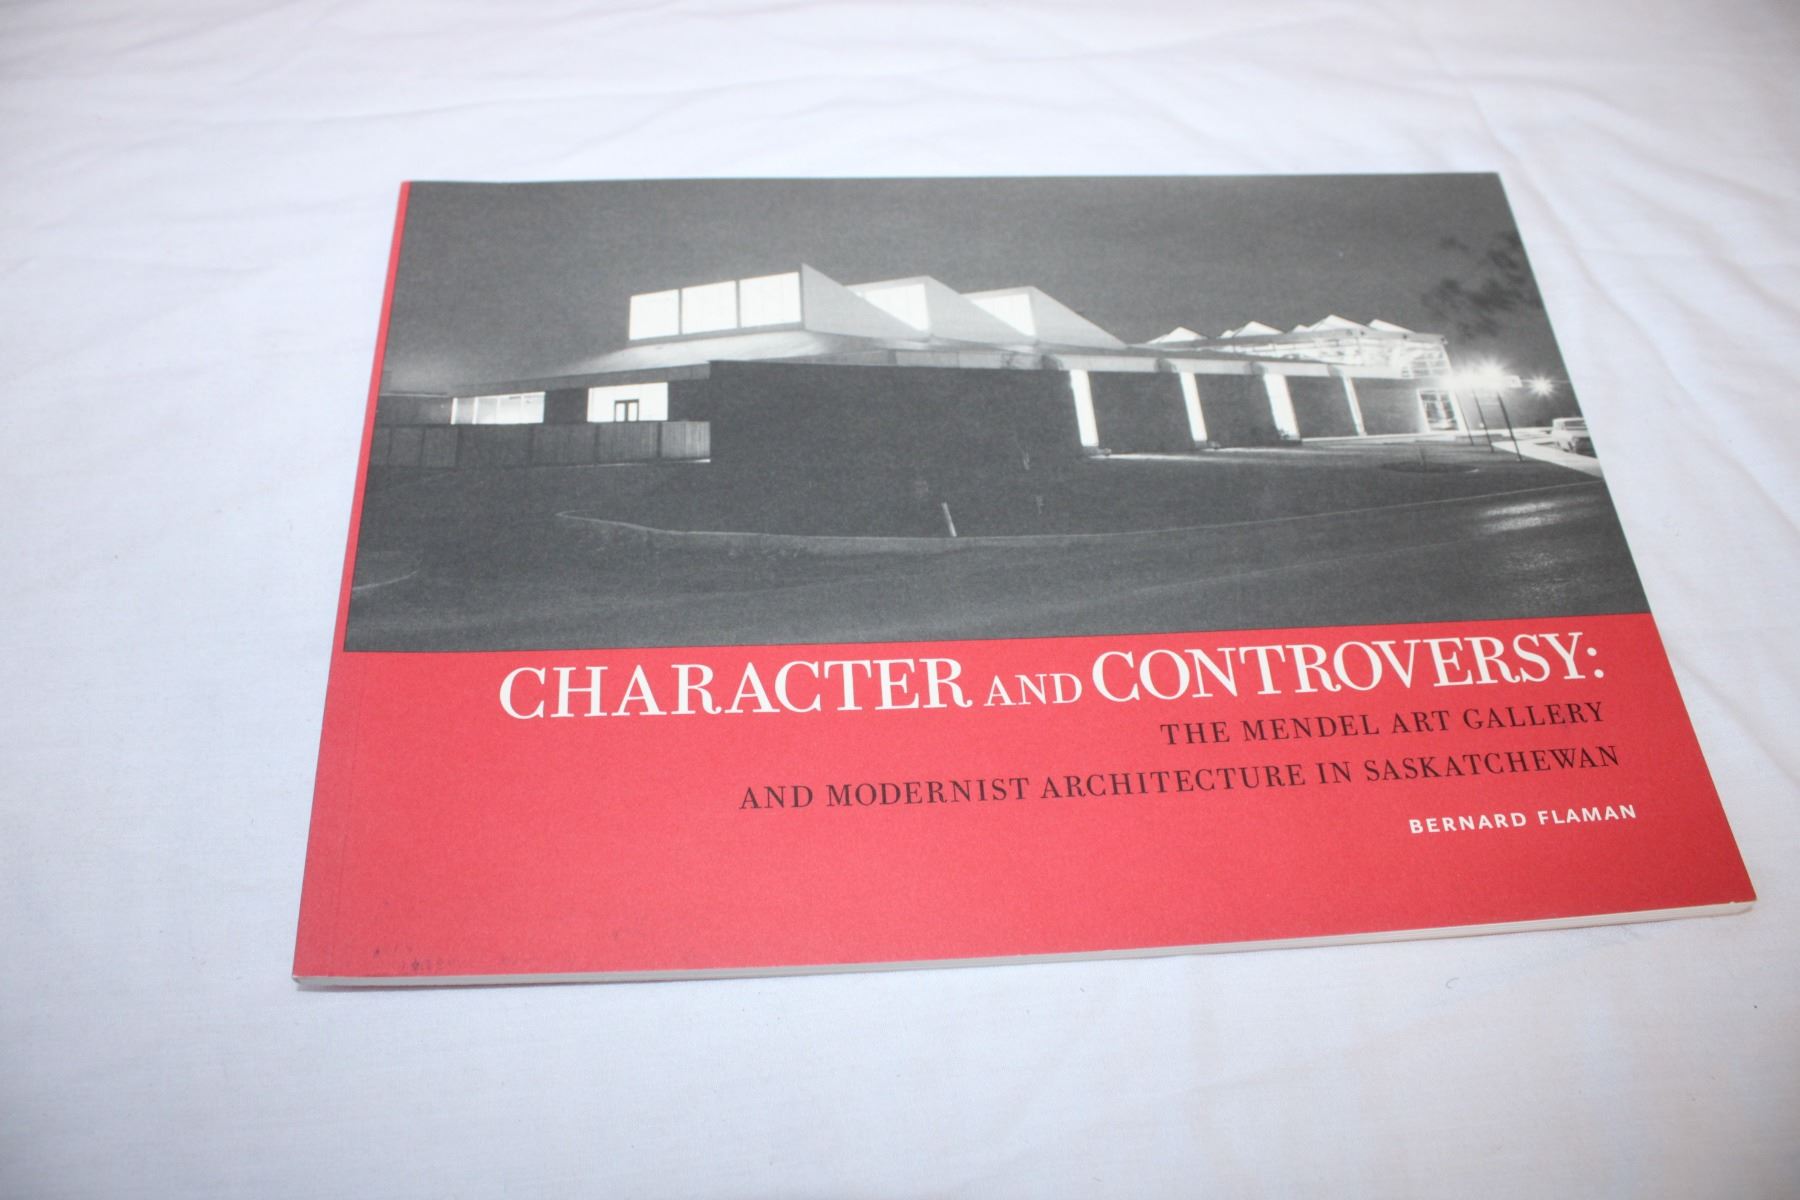 CHARACTER AND CONTROVERSY:
THE MENDEL ART GALLERY
AND MODERNIST ARCHITECTURE IN SASKATCHEWAN
BERNARD FLAMAN